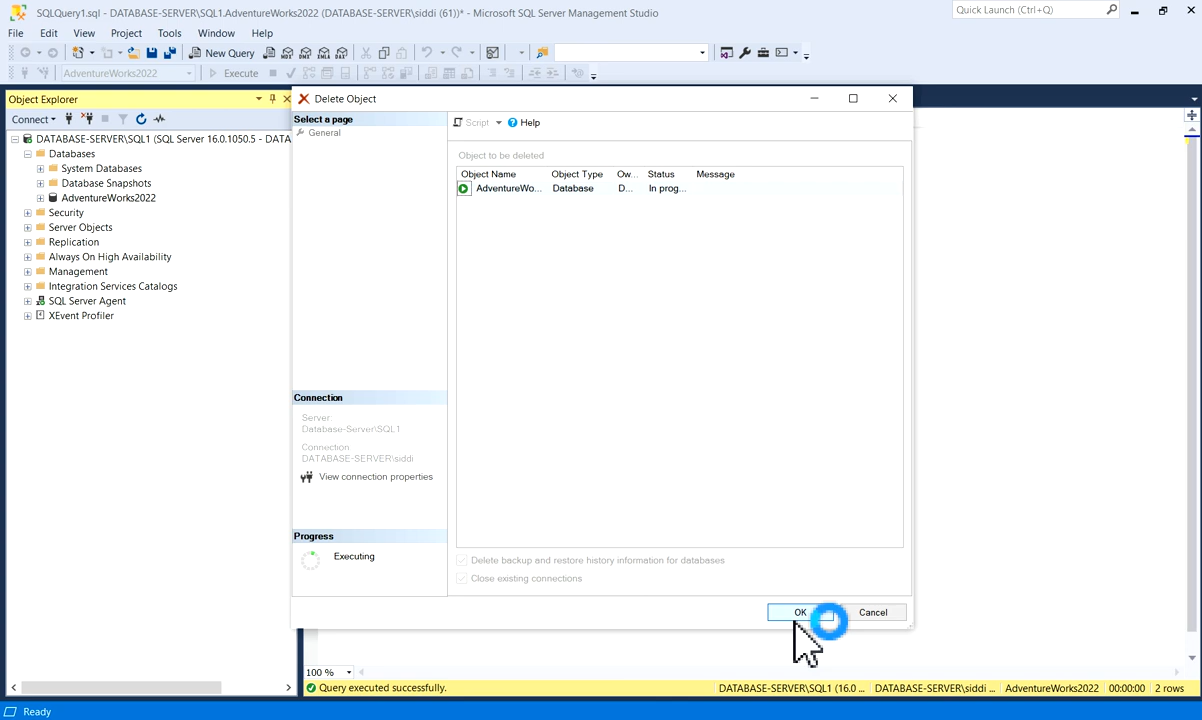 SQLQuery1.sql - DATABASE-SERVER\SQL1.AdventureWorks2022 (DATABASE-SERVER\siddi (61))* - Microsoft SQL Server Management Studio
Quick Launch (Ctrl+Q)
File Edit View Project Tools Window Help
New Query
AdventureWorks2022 Execute
Object Explorer
Connect
DATABASE-SERVER\SQL1 (SQL Server 16.0.1050.5 - DATA
Databases
System Databases
Database Snapshots
AdventureWorks2022
Security
Server Objects
Replication
Always On High Availability
Management
Integration Services Catalogs
SQL Server Agent
XEvent Profiler
Delete Object
Select a page
General
Script Help
Object to be deleted
Object Name Object Type Ow... Status Message
AdventureWo... Database D... In prog...
Connection
Server:
Database-Server\SQL1
Connection
DATABASE-SERVER\siddi
View connection properties
Progress
Executing
Delete backup and restore history information for databases
Close existing connections
OK Cancel
100 %
Query executed successfully. DATABASE-SERVER\SQL1 (16.0 ... DATABASE-SERVER\siddi ... AdventureWorks2022 00:00:00 2 rows
Ready